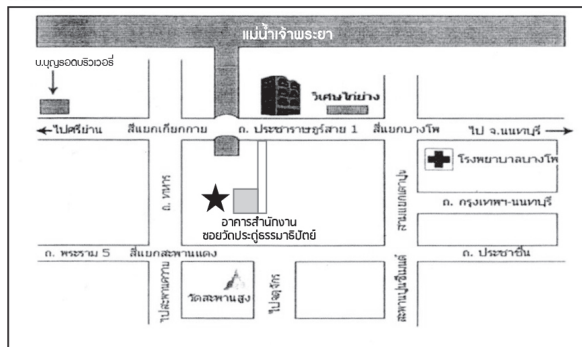 แม่น้ำเจ้าพระยา
บ.บุญรอดบริวเวอรี่
วิเศษไก่ย่าง
ไปศรีย่าน
สี่แยกเกียกกาย
ถ. ประชาราษฎร์สาย 1
สี่แยกบางโพ
ไป จ.นนทบุรี
โรงพยาบาลบางโพ
ถ. ทหาร
สามแยกเตาปูน
ถ. กรุงเทพฯ-นนทบุรี
อาคารสำนักงาน
ซอยวัดประดู่ธรรมาธิปัตย์
ถ. พระราม 5
สี่แยกสะพานแดง
ถ. ประชาชื่น
ไปสะพานควาย
วัดสะพานสูง
ไปจตุจักร
สะพานปูนซีเมนต์